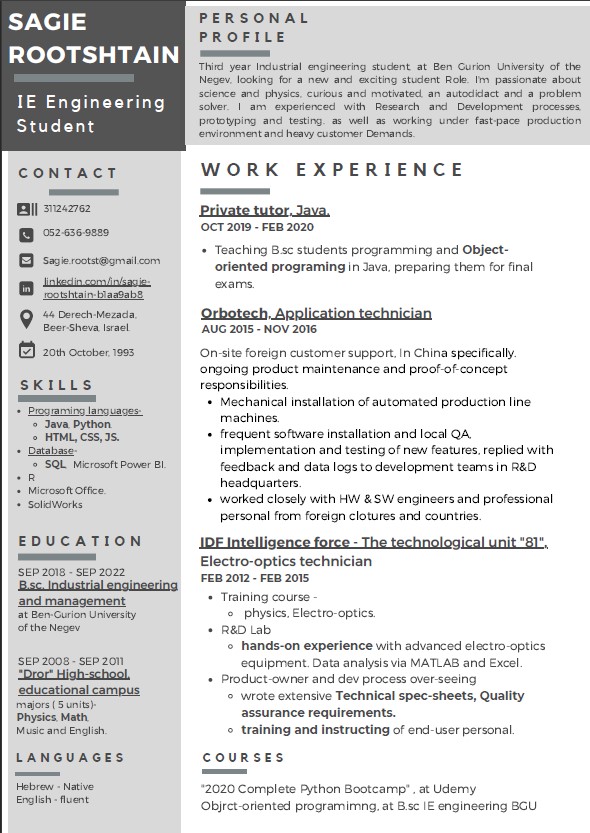 SAGIE
ROOTSHTAIN
IE Engineering
Student
PERSONAL
PROFILE
Third year Industrial engineering student, at Ben Gurion University of the
Negev, looking for a new and exciting student Role. I'm passionate about
science and physics, curious and motivated, an autodidact and a problem
solver. I am experienced with Research and Development processes,
prototyping and testing. as well as working under fast-pace production
environment and heavy customer Demands.
CONTACT
311242762
052-636-9889
Sagie.rootst@gmail.com
linkedin.com/in/sagie-
rootshtain-b1aa9ab8
44 Derech-Mezada,
Beer-Sheva, Israel.
20th October, 1993
SKILLS
Programing languages-
Java, Python,
HTML, CSS, JS.
Database-
SQL, Microsoft Power BI.
R
Microsoft Office.
SolidWorks
EDUCATION
SEP 2018 - SEP 2022
B.sc. Industrial engineering
and management
at Ben-Gurion University
of the Negev
SEP 2008 - SEP 2011
"Dror" High-school,
educational campus
majors ( 5 units)-
Physics, Math,
Music and English.
LANGUAGES
Hebrew - Native
English - fluent
WORK EXPERIENCE
Private tutor, Java.
OCT 2019 - FEB 2020
Teaching B.sc students programming and Object-
oriented programing in Java, preparing them for final
exams.
Orbotech, Application technician
AUG 2015 - NOV 2016
On-site foreign customer support, In China specifically.
ongoing product maintenance and proof-of-concept
responsibilities.
Mechanical installation of automated production line
machines.
frequent software installation and local QA,
implementation and testing of new features, replied with
feedback and data logs to development teams in R&D
headquarters.
worked closely with HW & SW engineers and professional
personal from foreign clotures and countries.
IDF Intelligence force - The technological unit "81",
Electro-optics technician
FEB 2012 - FEB 2015
Training course -
physics, Electro-optics.
R&D Lab
hands-on experience with advanced electro-optics
equipment. Data analysis via MATLAB and Excel.
Product-owner and dev process over-seeing
wrote extensive Technical spec-sheets, Quality
assurance requirements.
training and instructing of end-user personal.
COURSES
"2020 Complete Python Bootcamp" , at Udemy
Objrct-oriented programimng, at B.sc IE engineering BGU